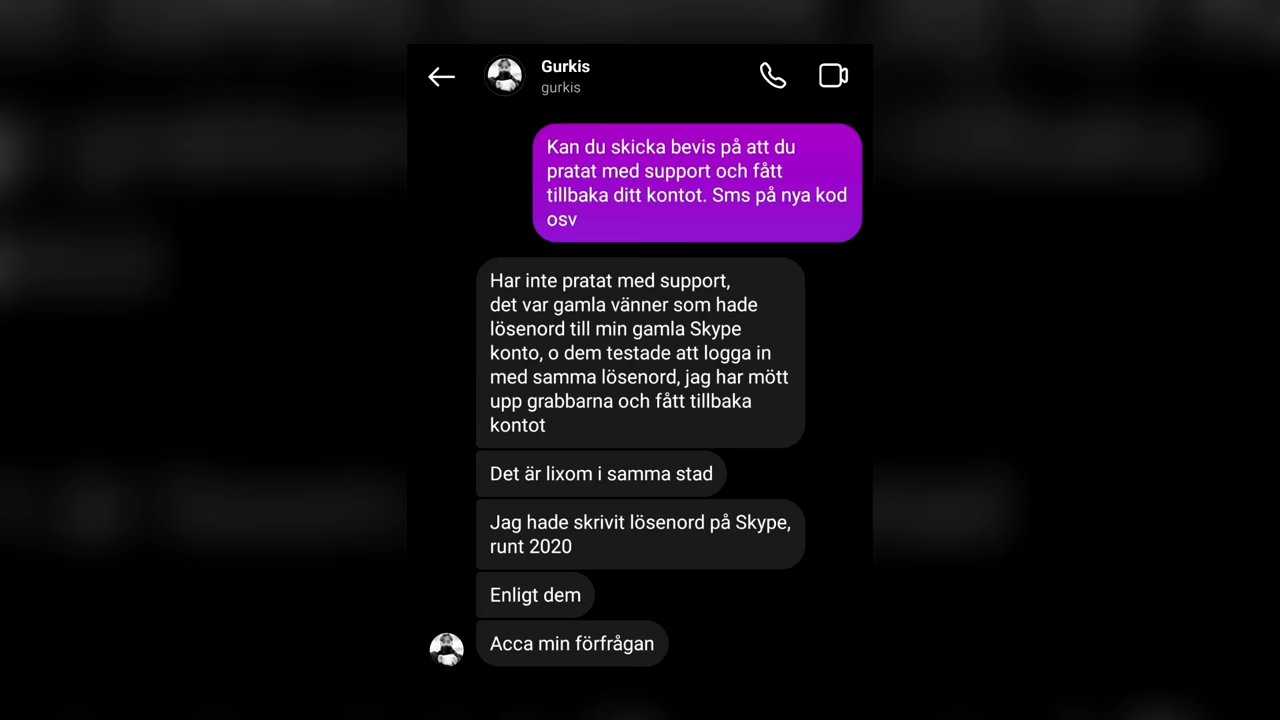 Gurkis
gurkis
Kan du skicka bevis på att du
pratat med support och fått
tillbaka ditt kontot. Sms på nya kod
osv
Har inte pratat med support,
det var gamla vänner som hade
lösenord till min gamla Skype
konto, o dem testade att logga in
med samma lösenord, jag har mött
upp grabbarna och fått tillbaka
kontot
Det är lixom i samma stad
Jag hade skrivit lösenord på Skype,
runt 2020
Enligt dem
Acca min förfrågan